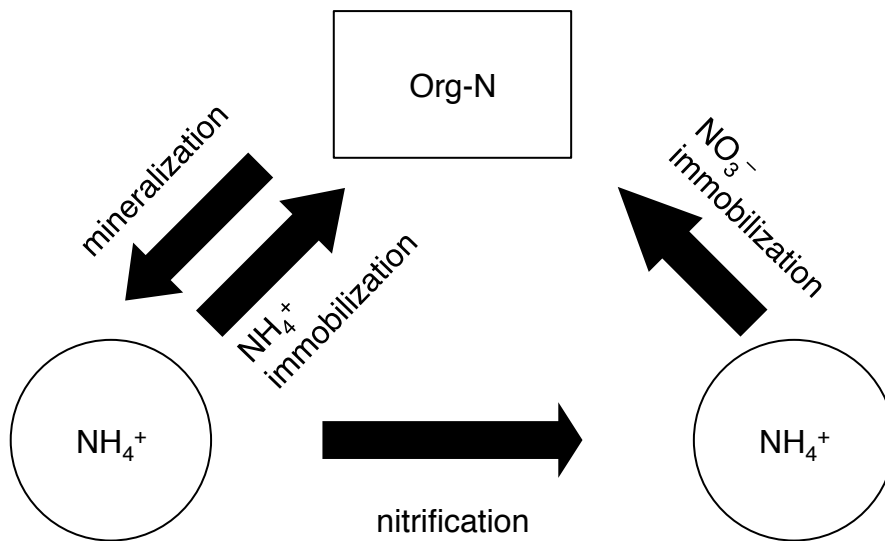 Org-N
mineralization
NH₄⁺
immobilization
NO₃⁻
immobilization
NH₄⁺
nitrification
NH₄⁺